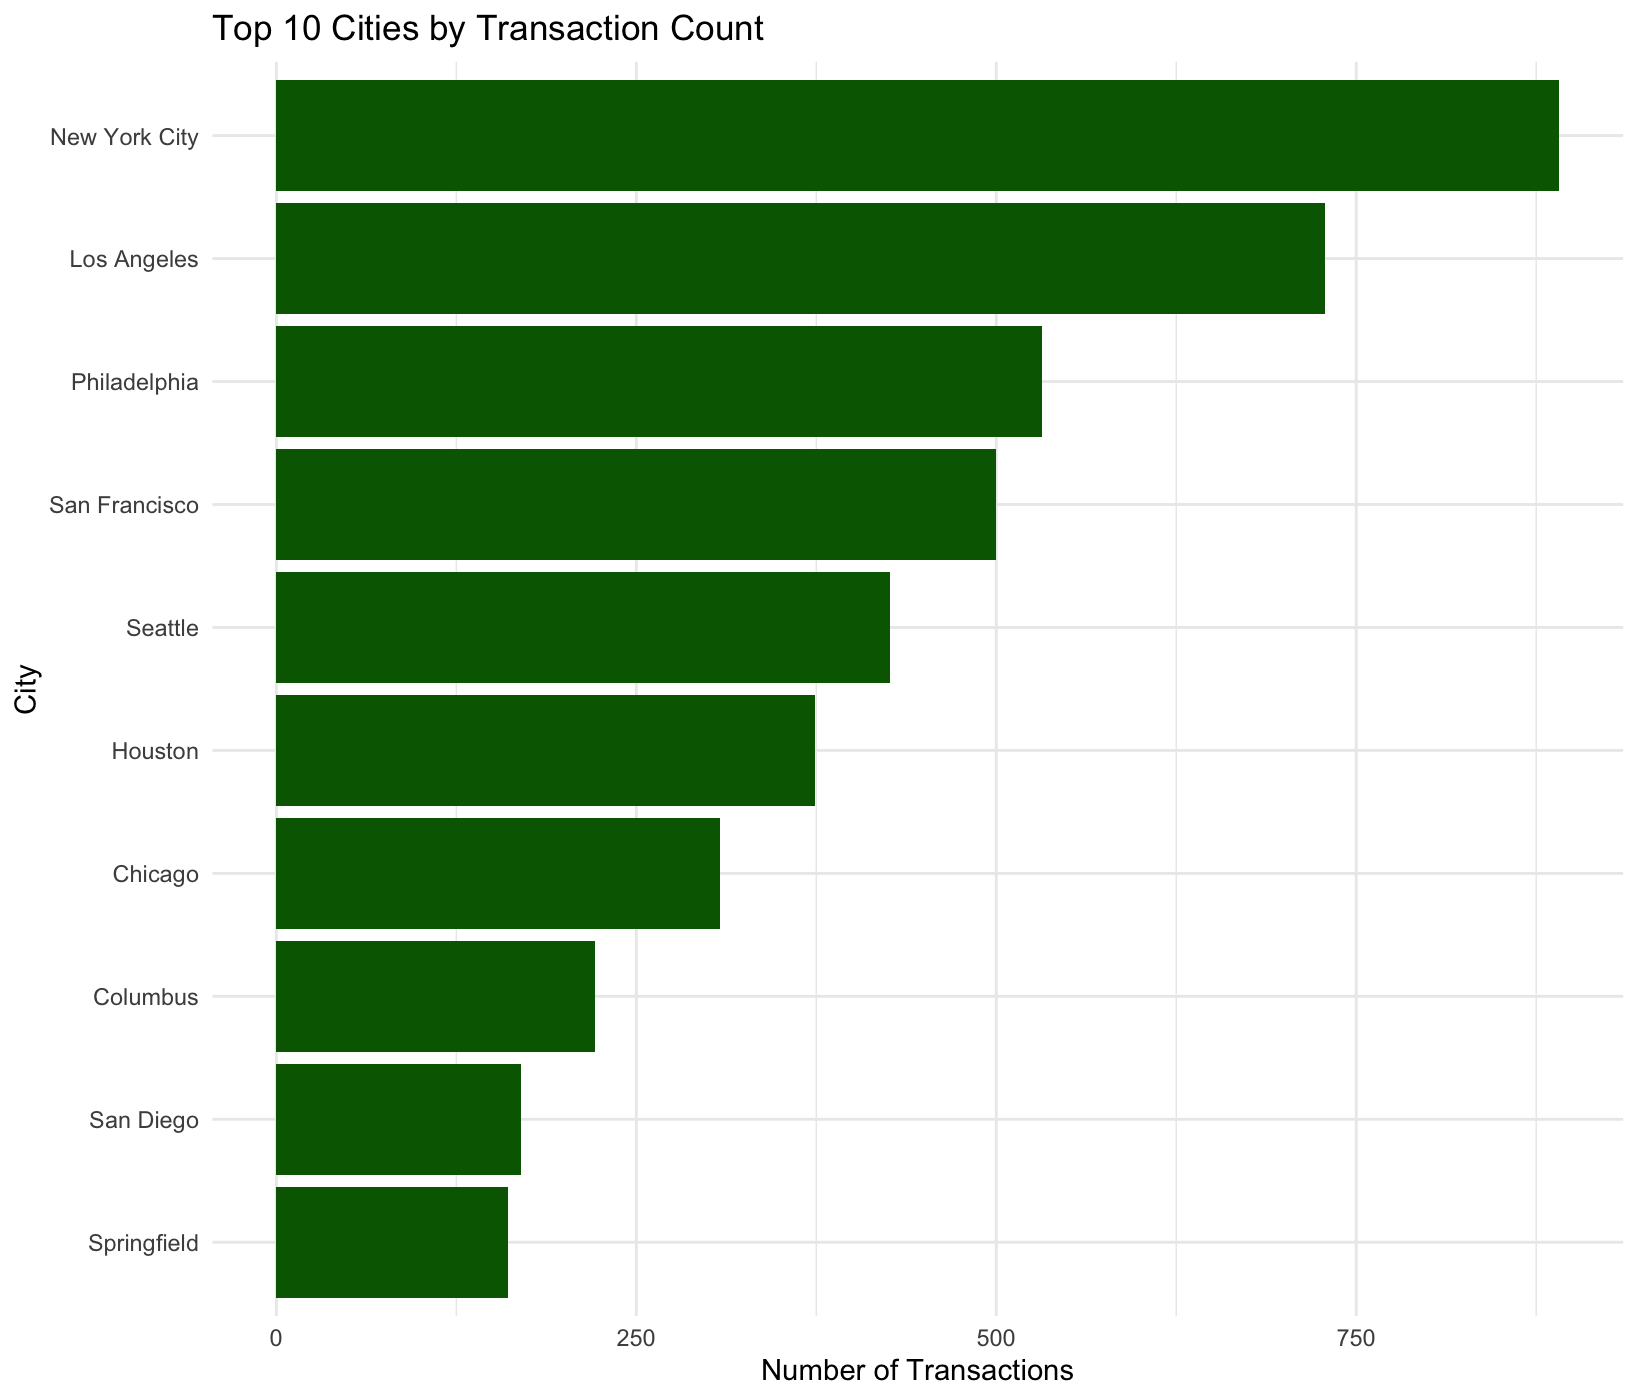 Top 10 Cities by Transaction Count
New York City
Los Angeles
Philadelphia
San Francisco
Seattle
Houston
Chicago
Columbus
San Diego
Springfield
City
0 250 500 750
Number of Transactions